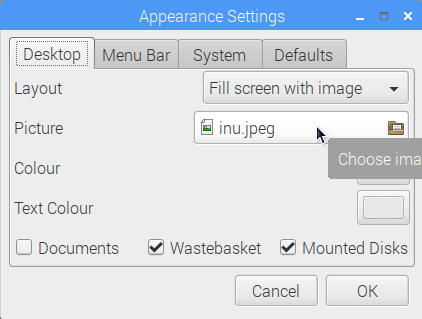 Appearance Settings
Desktop Menu Bar System Defaults
Layout Fill screen with image
Picture inu.jpeg
Choose ima
Colour
Text Colour
Documents Wastebasket Mounted Disks
Cancel OK